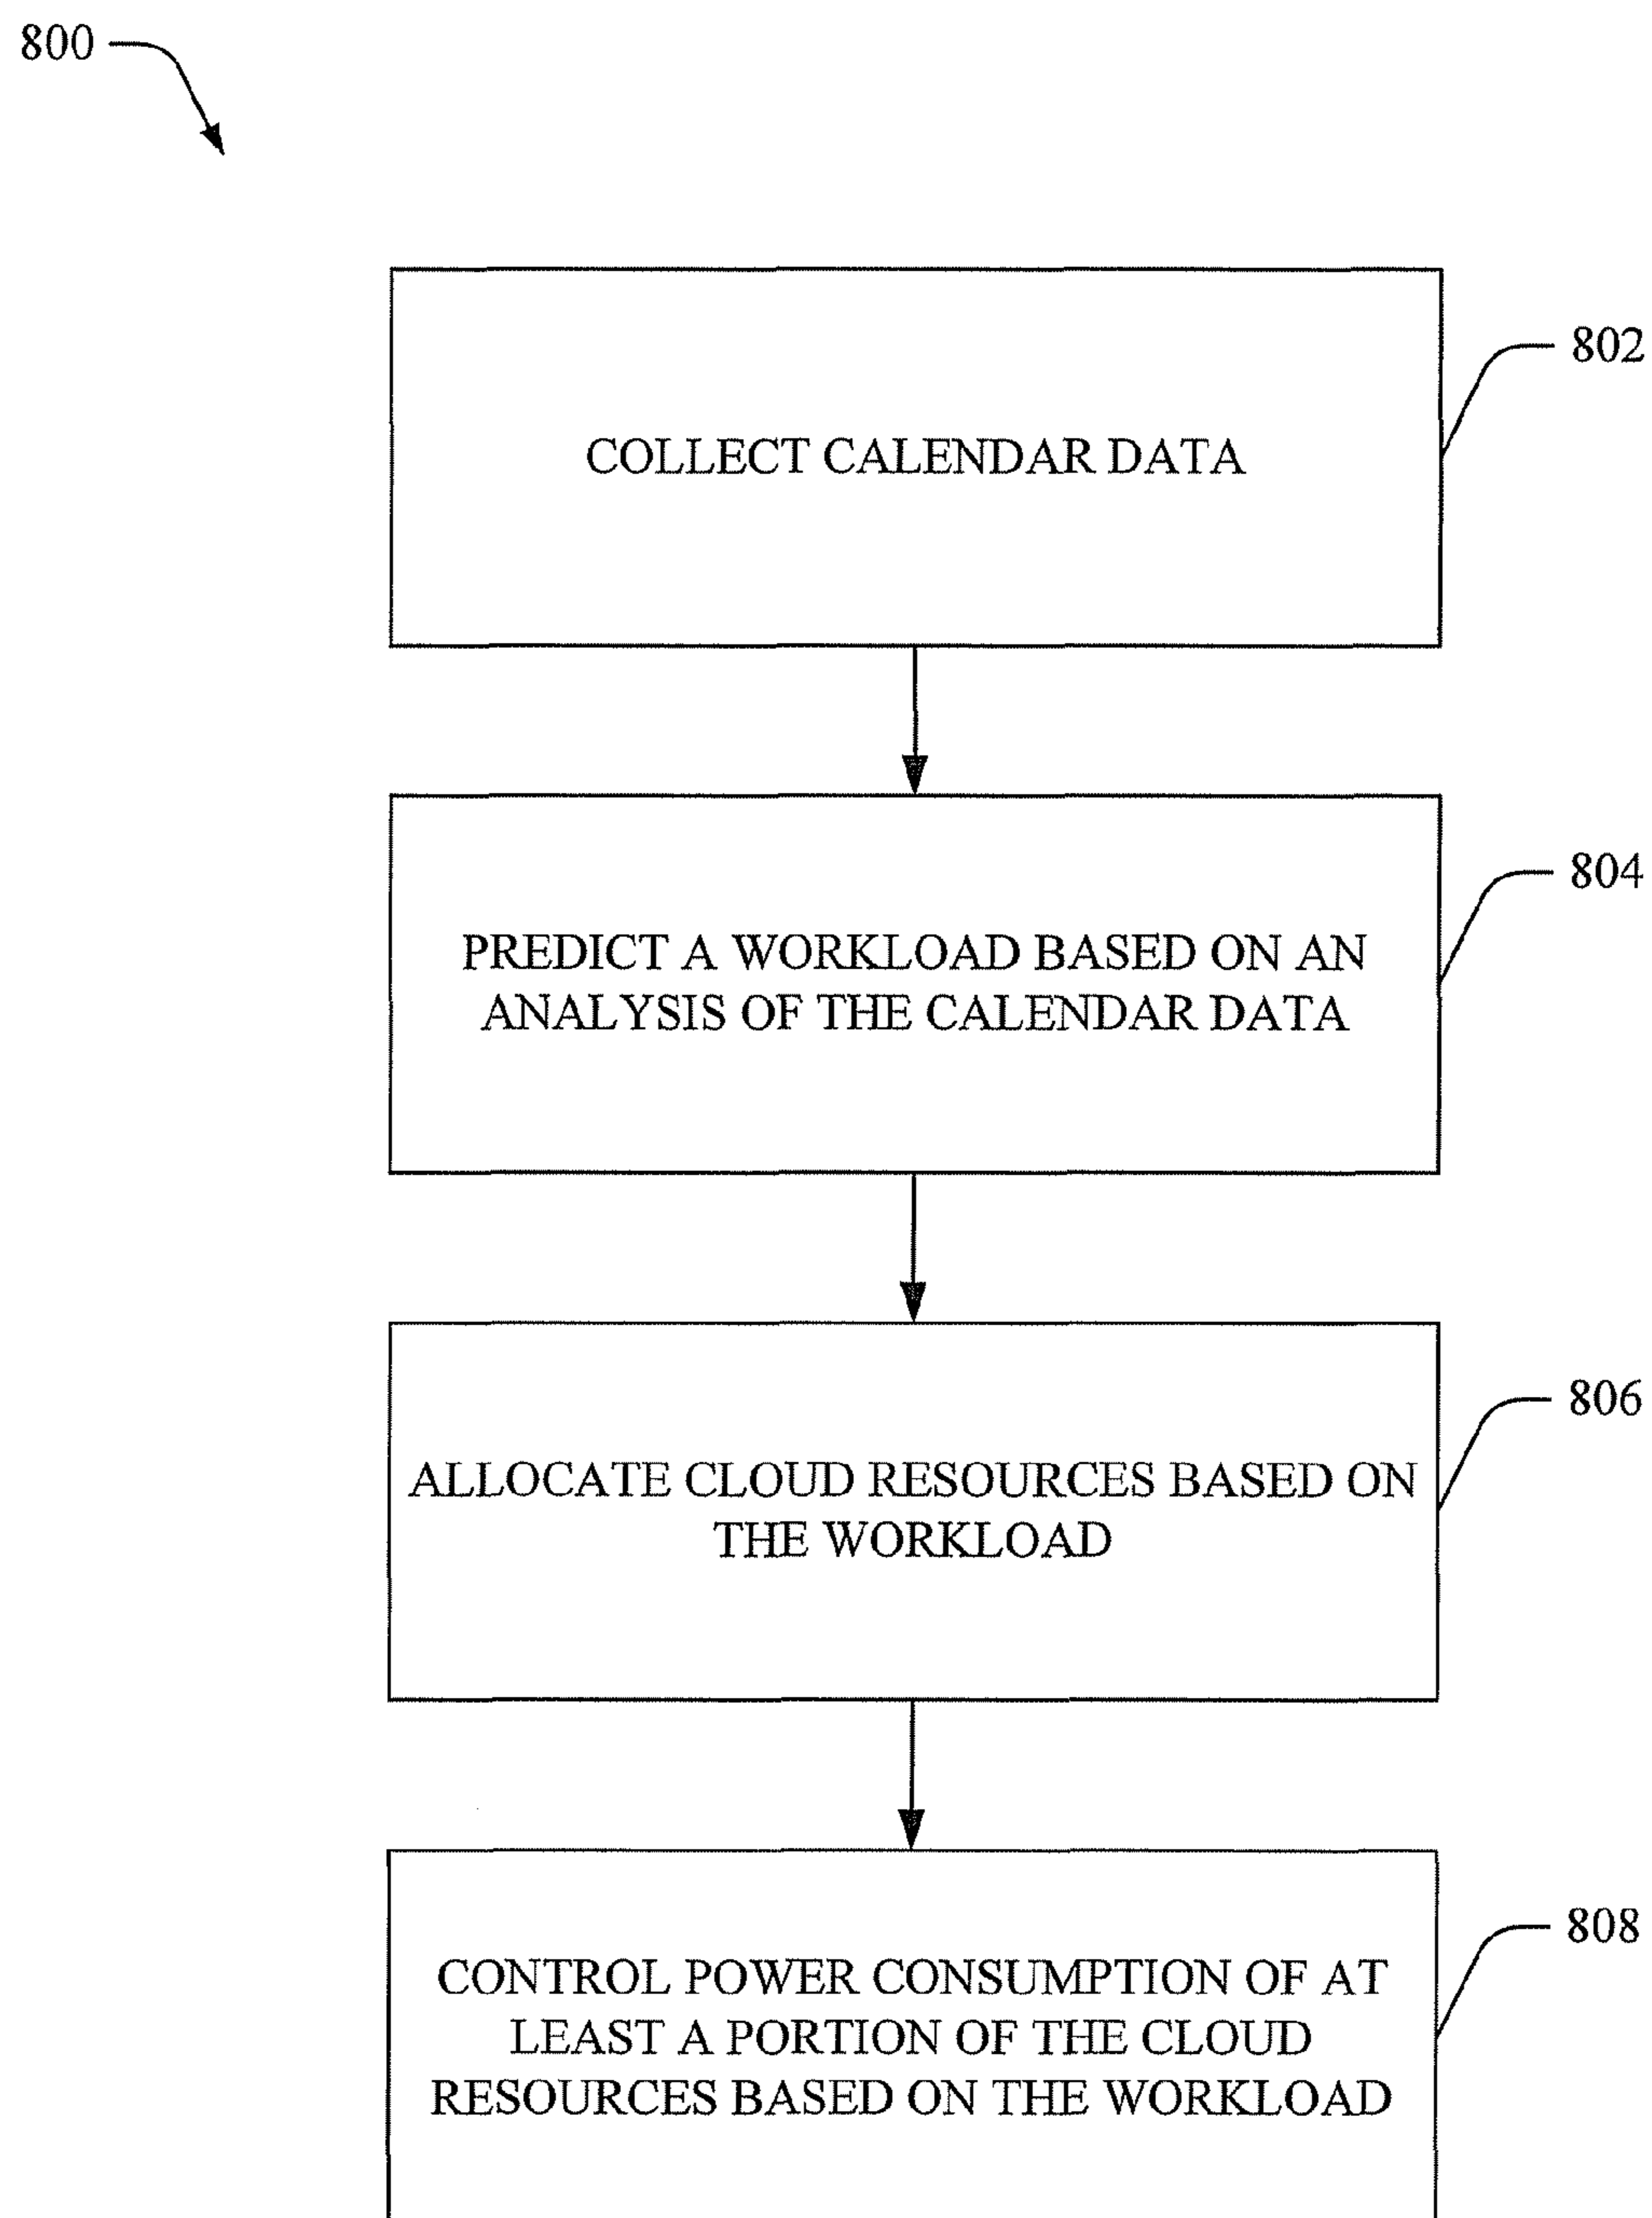 800
COLLECT CALENDAR DATA
802
PREDICT A WORKLOAD BASED ON AN
ANALYSIS OF THE CALENDAR DATA
804
ALLOCATE CLOUD RESOURCES BASED ON
THE WORKLOAD
806
CONTROL POWER CONSUMPTION OF AT
LEAST A PORTION OF THE CLOUD
RESOURCES BASED ON THE WORKLOAD
808